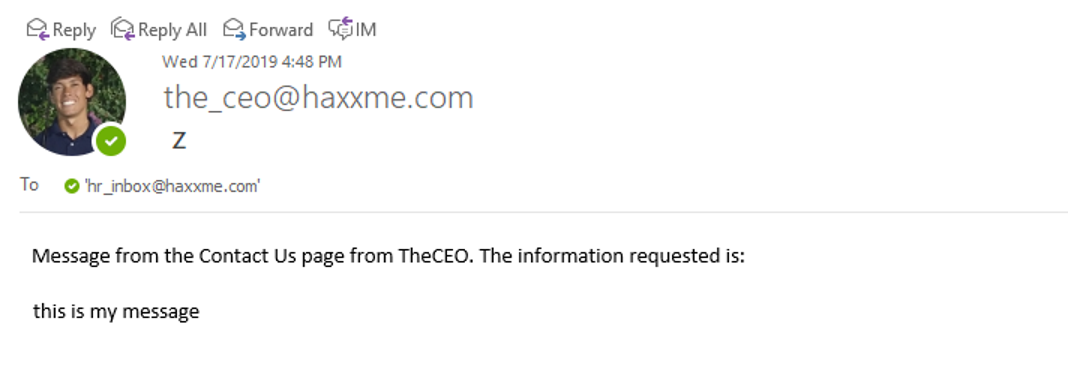 Reply Reply All Forward IM
Wed 7/17/2019 4:48 PM
the_ceo@haxxme.com
Z
To 'hr_inbox@haxxme.com'
Message from the Contact Us page from TheCEO. The information requested is:
this is my message